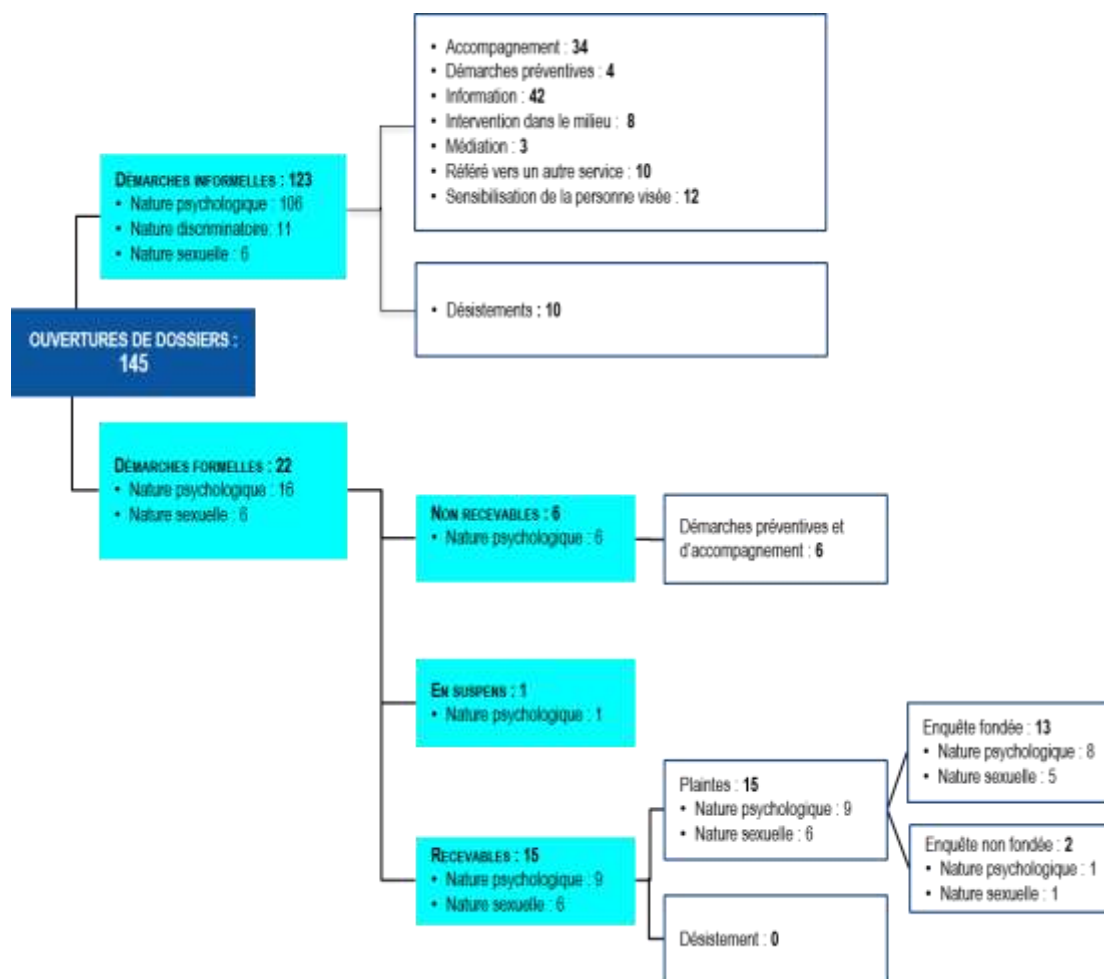 OUVERTURES DE DOSSIERS :
145
DÉMARCHES INFORMELLES : 123
• Nature psychologique : 106
• Nature discriminatoire: 11
• Nature sexuelle : 6
• Accompagnement : 34
• Démarches préventives : 4
• Information : 42
• Intervention dans le milieu : 8
• Médiation : 3
• Référé vers un autre service : 10
• Sensibilisation de la personne visée : 12
• Désistements : 10
DÉMARCHES FORMELLES : 22
• Nature psychologique : 16
• Nature sexuelle : 6
NON RECEVABLES : 6
• Nature psychologique : 6
Démarches préventives et
d'accompagnement : 6
EN SUSPENS : 1
• Nature psychologique : 1
RECEVABLES : 15
• Nature psychologique : 9
• Nature sexuelle : 6
Plaintes : 15
• Nature psychologique : 9
• Nature sexuelle : 6
Enquête fondée : 13
• Nature psychologique : 8
• Nature sexuelle : 5
Enquête non fondée : 2
• Nature psychologique : 1
• Nature sexuelle : 1
Désistement : 0